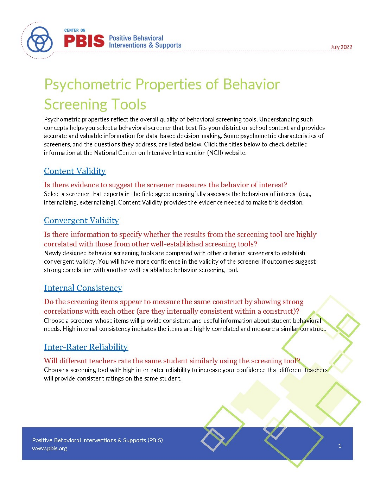 CENTER ON
PBIS Positive Behavioral
Interventions & Supports
July 2022
Psychometric Properties of Behavior
Screening Tools
Psychometric properties reflect the overall quality of behavioral screening tools. Understanding such
concepts helps you select a behavioral screener that best fits your district or school context and provides
accurate and valuable information for data-based decision making. Some psychometric characteristics of
screeners, and the questions they address, are listed below. Click the titles below to check detailed
information at the National Center on Intensive Intervention (NCII) website.
Content Validity
Is there evidence to suggest the screener measures the behavior of interest?
Select a screener that experts in the field agree meaningfully assesses the behaviors of interest (e.g.,
internalizing, externalizing). Content Validity provides the evidence needed to make this decision.
Convergent Validity
Is there information to specify whether the results from the screening tool are highly
correlated with those from other well-established screening tools?
Newly designed behavior screening tools are compared with other criterion screeners to establish
convergent validity. You will have more confidence in the validity of the screener if outcomes suggest
strong correlation with another well-established behavior screening tool.
Internal Consistency
Do the screening items appear to measure the same construct by showing strong
correlations with each other (are they internally consistent within a construct)?
Choose a screener whose items will provide consistent and useful information about student behavioral
needs. High internal consistency indicates the items are highly correlated and measure a similar construct.
Inter-Rater Reliability
Will different teachers rate the same student similarly using the screening tool?
Choose a screening tool with high inter-rater reliability to increase your confidence that different teachers
will provide consistent ratings on the same student.
Positive Behavioral Interventions & Supports (PBIS)
www.pbis.org
1